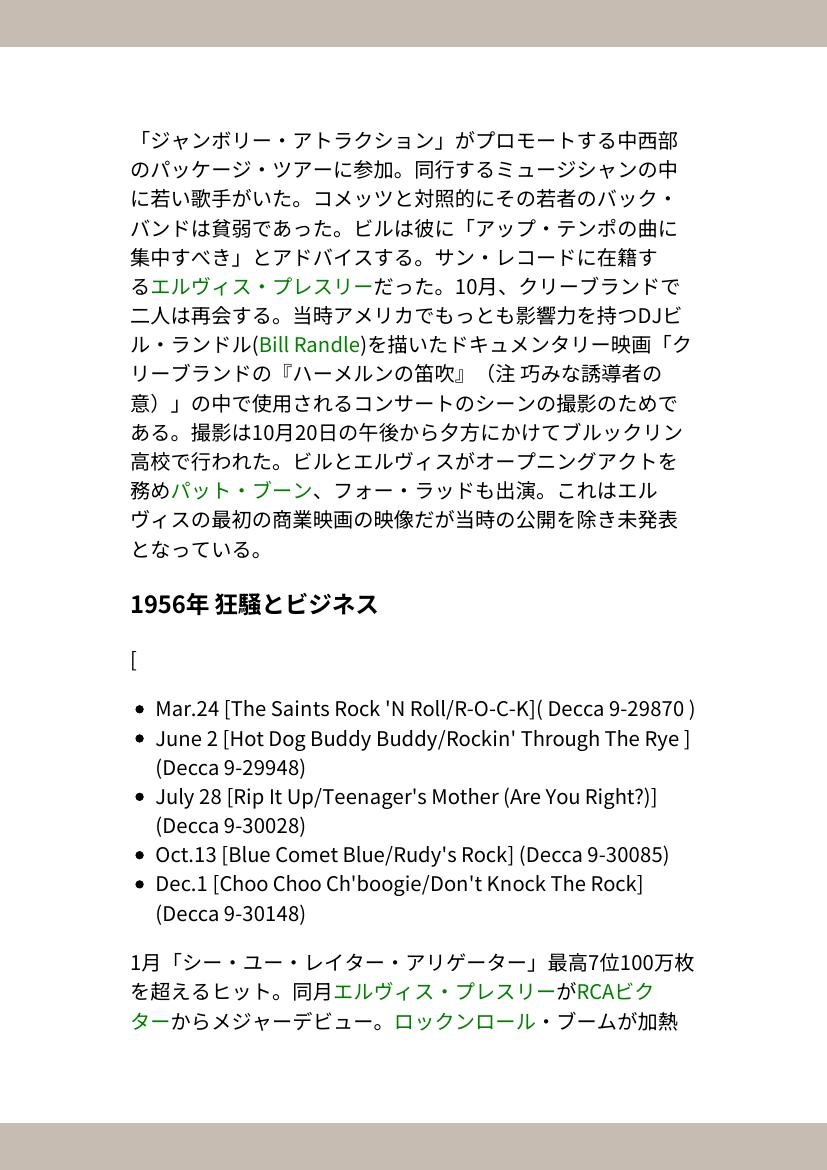 「ジャンボリー・アトラクション」がプロモートする中西部
のパッケージ・ツアーに参加。同行するミュージシャンの中
に若い歌手がいた。コメッツと対照的にその若者のバック・
バンドは貧弱であった。ビルは彼に「アップ・テンポの曲に
集中すべき」とアドバイスする。サン・レコードに在籍す
るエルヴィス・プレスリーだった。10月、クリーブランドで
二人は再会する。当時アメリカでもっとも影響力を持つDJビ
ル・ランドル(Bill Randle)を描いたドキュメンタリー映画「ク
リーブランドの『ハーメルンの笛吹』（注 巧みな誘導者の
意）」の中で使用されるコンサートのシーンの撮影のためで
ある。撮影は10月20日の午後から夕方にかけてブルックリン
高校で行われた。ビルとエルヴィスがオープニングアクトを
務めパット・ブーン、フォー・ラッドも出演。これはエル
ヴィスの最初の商業映画の映像だが当時の公開を除き未発表
となっている。
1956年 狂騒とビジネス
[
• Mar.24 [The Saints Rock 'N Roll/R-O-C-K]( Decca 9-29870 )
• June 2 [Hot Dog Buddy Buddy/Rockin' Through The Rye ]
(Decca 9-29948)
• July 28 [Rip It Up/Teenager's Mother (Are You Right?)]
(Decca 9-30028)
• Oct.13 [Blue Comet Blue/Rudy's Rock] (Decca 9-30085)
• Dec.1 [Choo Choo Ch'boogie/Don't Knock The Rock]
(Decca 9-30148)
1月「シー・ユー・レイター・アリゲーター」最高7位100万枚
を超えるヒット。同月エルヴィス・プレスリーがRCAビク
ターからメジャーデビュー。ロックンロール・ブームが加熱